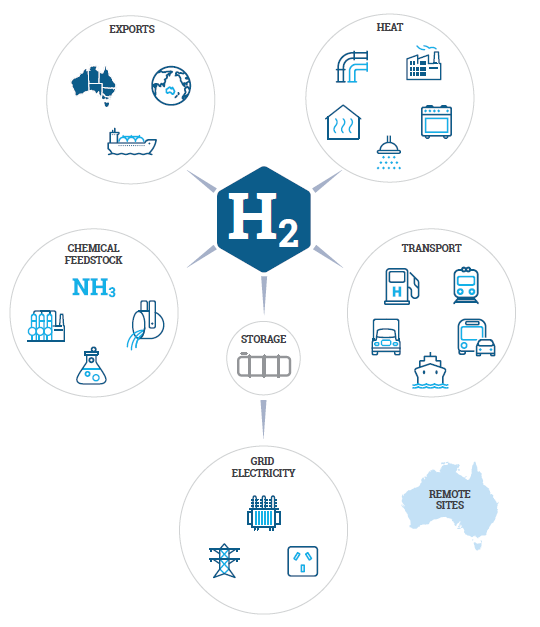 EXPORTS
HEAT
H2
CHEMICAL
FEEDSTOCK
NH3
TRANSPORT
H
STORAGE
GRID
ELECTRICITY
REMOTE
SITES